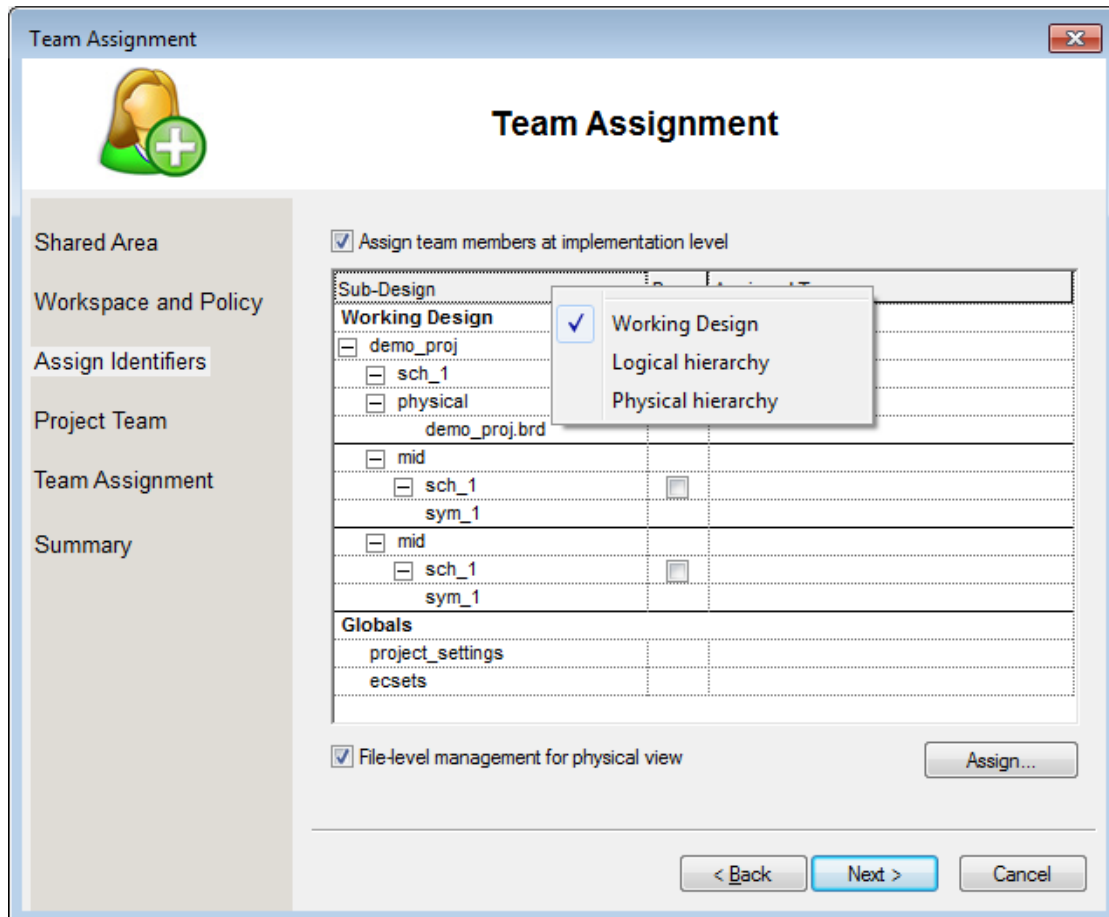 Team Assignment
Team Assignment
Shared Area
Workspace and Policy
Assign Identifiers
Project Team
Team Assignment
Summary
Assign team members at implementation level
Sub-Design
Working Design
demo_proj
sch_1
physical
demo_proj.brd
mid
sch_1
sym_1
mid
sch_1
sym_1
Globals
project_settings
ecsets
Working Design
Logical hierarchy
Physical hierarchy
File-level management for physical view
Assign...
< Back
Next >
Cancel